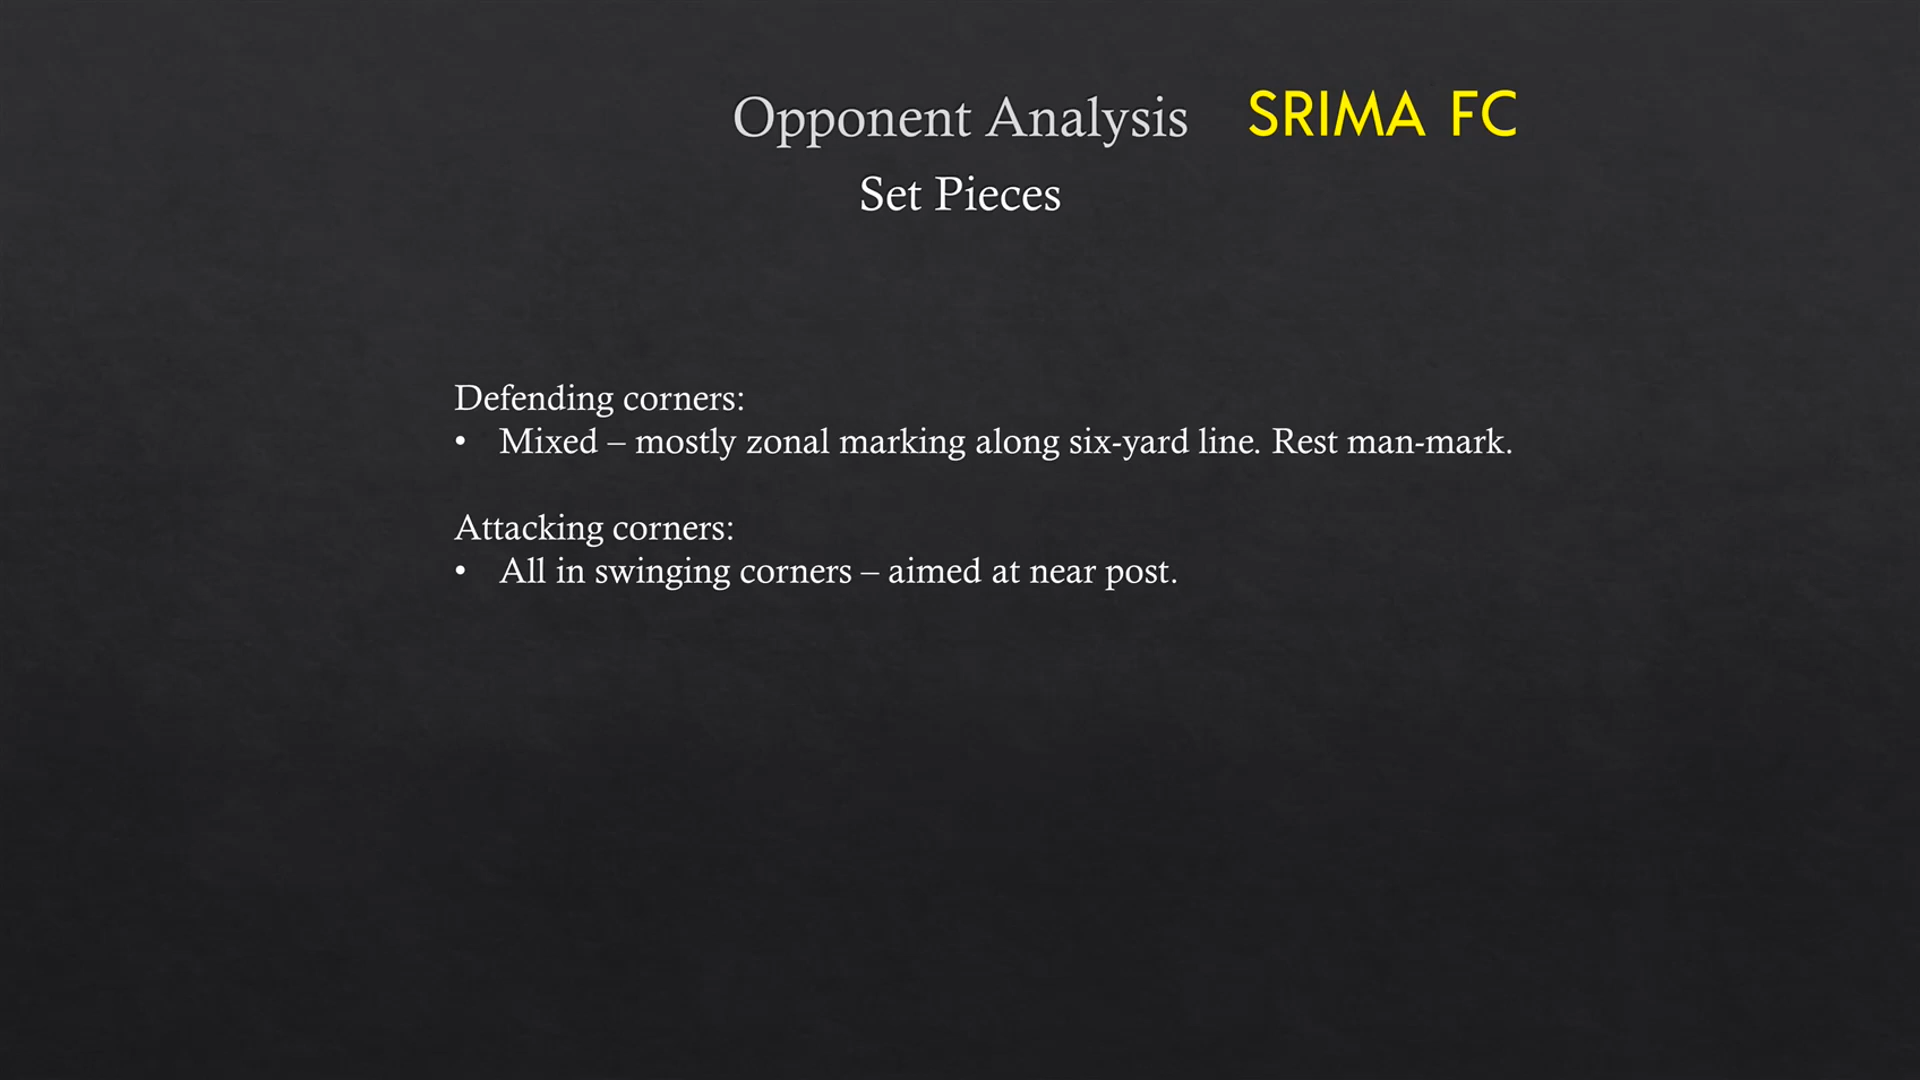 Opponent Analysis SRIMA FC
Set Pieces
Defending corners:
• Mixed – mostly zonal marking along six-yard line. Rest man-mark.
Attacking corners:
• All in swinging corners – aimed at near post.